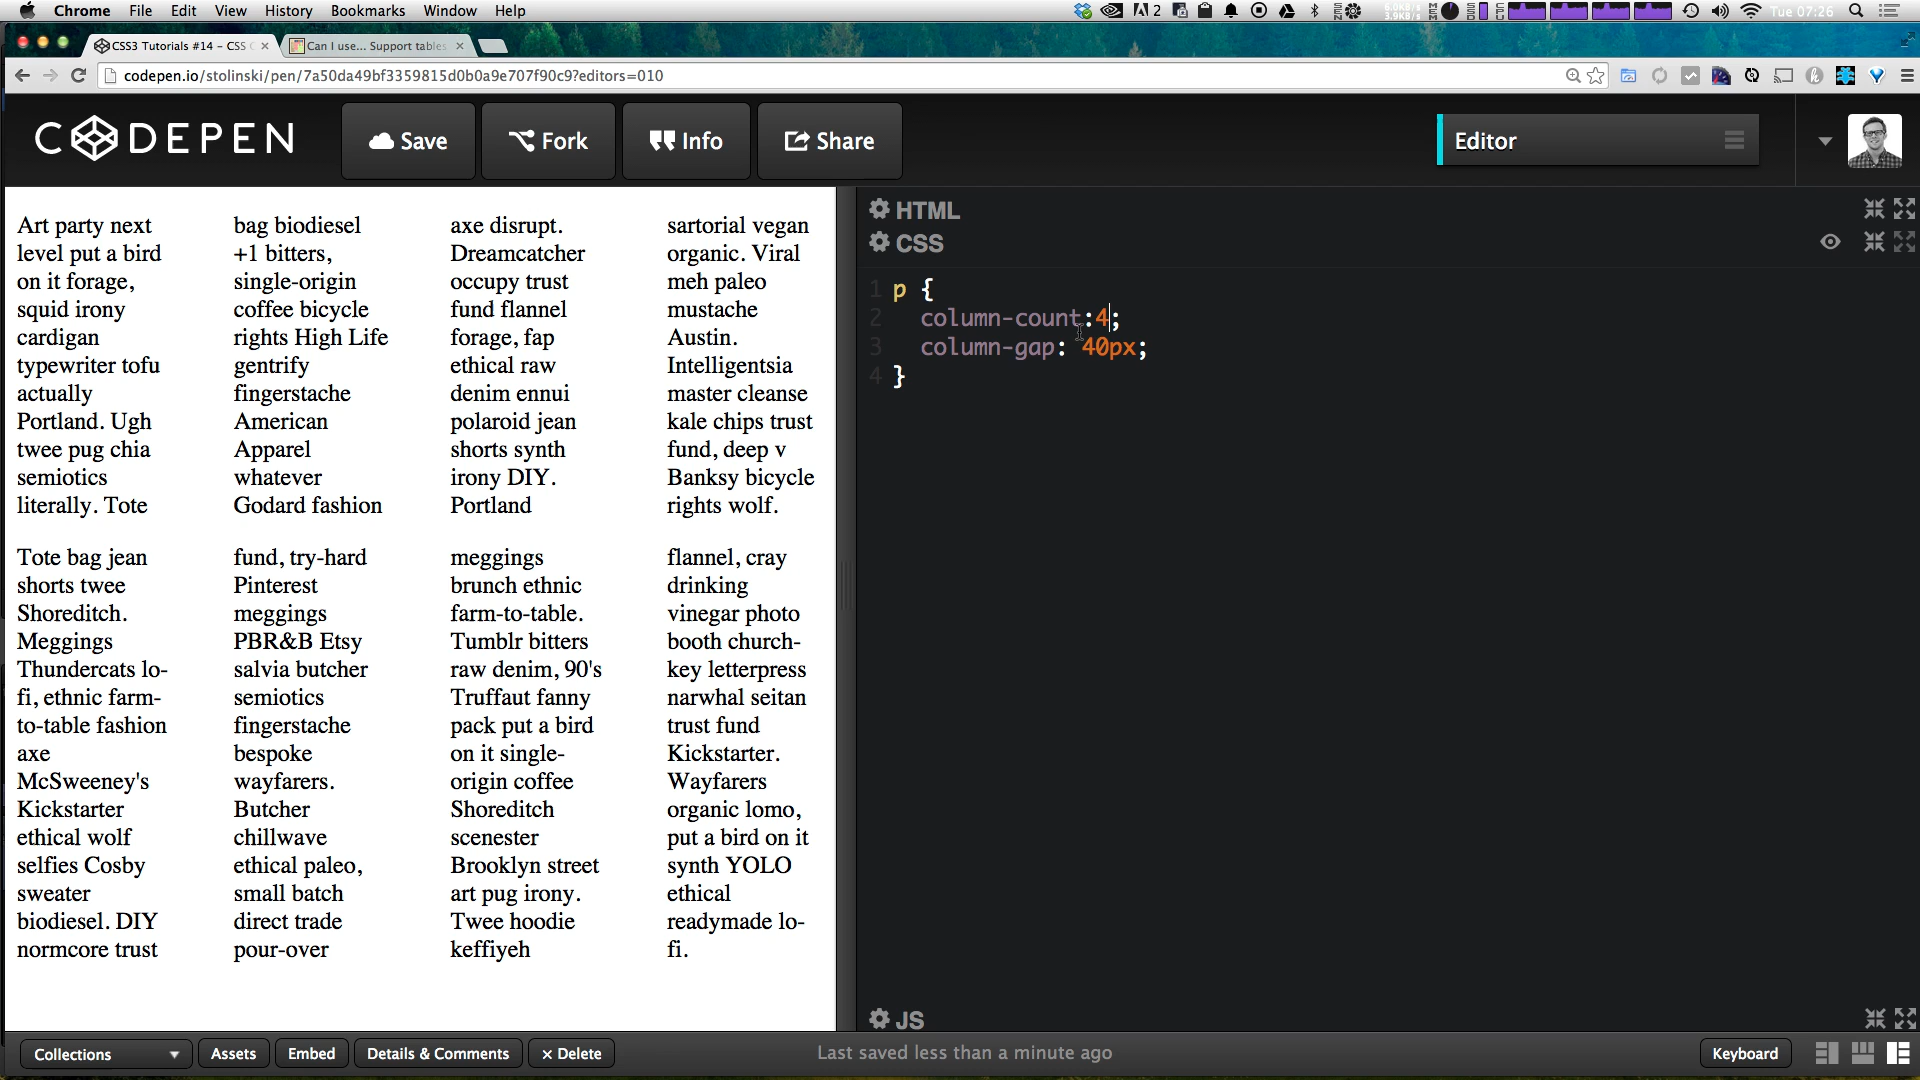 Chrome File Edit View History Bookmarks Window Help
2 Tue 07:26
CSS3 Tutorials #14 - CSS
Can I use... Support tables
codepen.io/stolinski/pen/7a50da49bf3359815d0b0a9e707f90c9?editors=010
CODEPEN
Save
Fork
Info
Share
Editor
Art party next
level put a bird
on it forage,
squid irony
cardigan
typewriter tofu
actually
Portland. Ugh
twee pug chia
semiotics
literally. Tote
bag biodiesel
+1 bitters,
single-origin
coffee bicycle
rights High Life
gentrify
fingerstache
American
Apparel
whatever
Godard fashion
axe disrupt.
Dreamcatcher
occupy trust
fund flannel
forage, fap
ethical raw
denim ennui
polaroid jean
shorts synth
irony DIY.
Portland
sartorial vegan
organic. Viral
meh paleo
mustache
Austin.
Intelligentsia
master cleanse
kale chips trust
fund, deep v
Banksy bicycle
rights wolf.
Tote bag jean
shorts twee
Shoreditch.
Meggings
Thundercats lo-
fi, ethnic farm-
to-table fashion
axe
McSweeney's
Kickstarter
ethical wolf
selfies Cosby
sweater
biodiesel. DIY
normcore trust
fund, try-hard
Pinterest
meggings
PBR&B Etsy
salvia butcher
semiotics
fingerstache
bespoke
wayfarers.
Butcher
chillwave
ethical paleo,
small batch
direct trade
pour-over
meggings
brunch ethnic
farm-to-table.
Tumblr bitters
raw denim, 90's
Truffaut fanny
pack put a bird
on it single-
origin coffee
Shoreditch
scenester
Brooklyn street
art pug irony.
Twee hoodie
keffiyeh
flannel, cray
drinking
vinegar photo
booth church-
key letterpress
narwhal seitan
trust fund
Kickstarter.
Wayfarers
organic lomo,
put a bird on it
synth YOLO
ethical
readymade lo-
fi.
HTML
CSS
1 p {
2 column-count:4;
3 column-gap: 40px;
4 }
JS
Collections
Assets
Embed
Details & Comments
× Delete
Last saved less than a minute ago
Keyboard